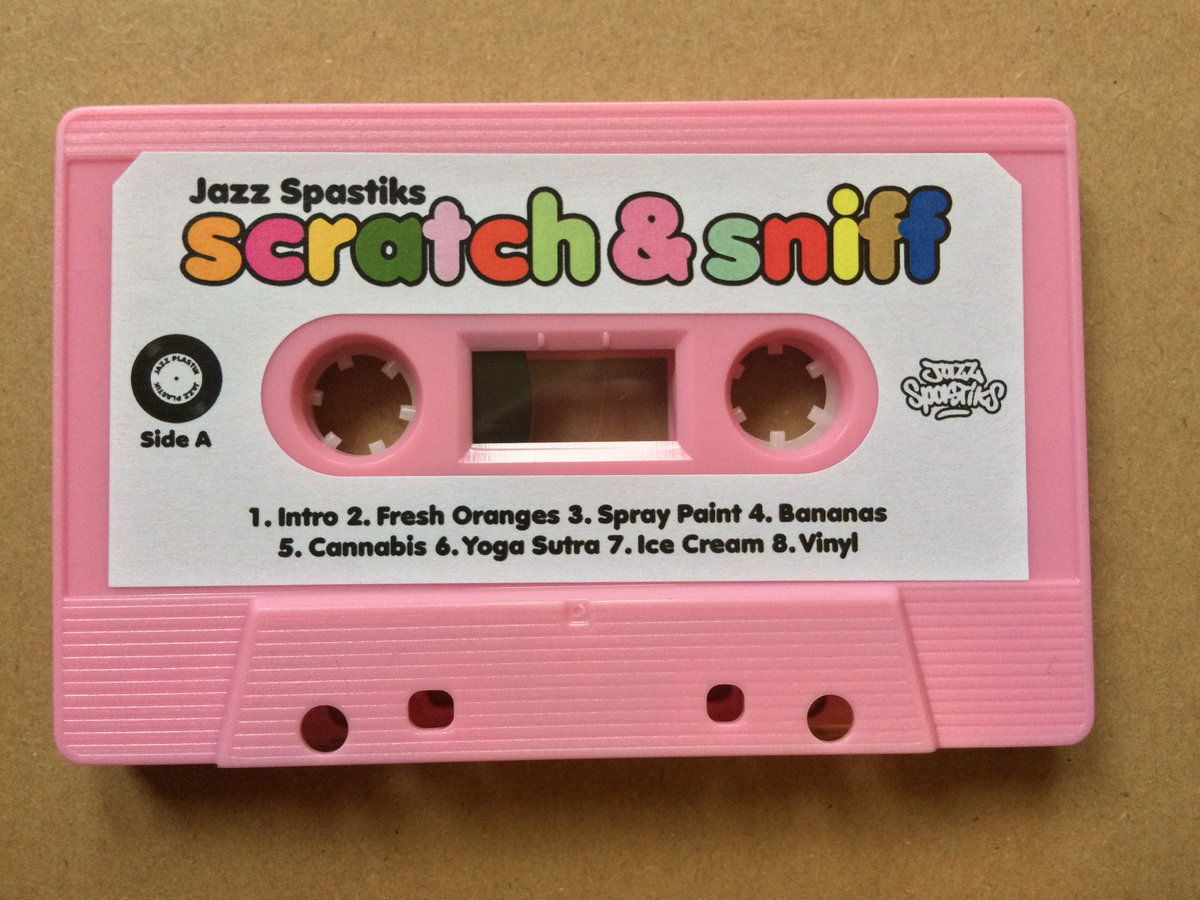 Jazz Spastiks
scratch & sniff
JAZZ PLASTIK
JAZZ PLASTIK
Side A
Jazz
Spastiks
1. Intro 2. Fresh Oranges 3. Spray Paint 4. Bananas
5. Cannabis 6. Yoga Sutra 7. Ice Cream 8. Vinyl